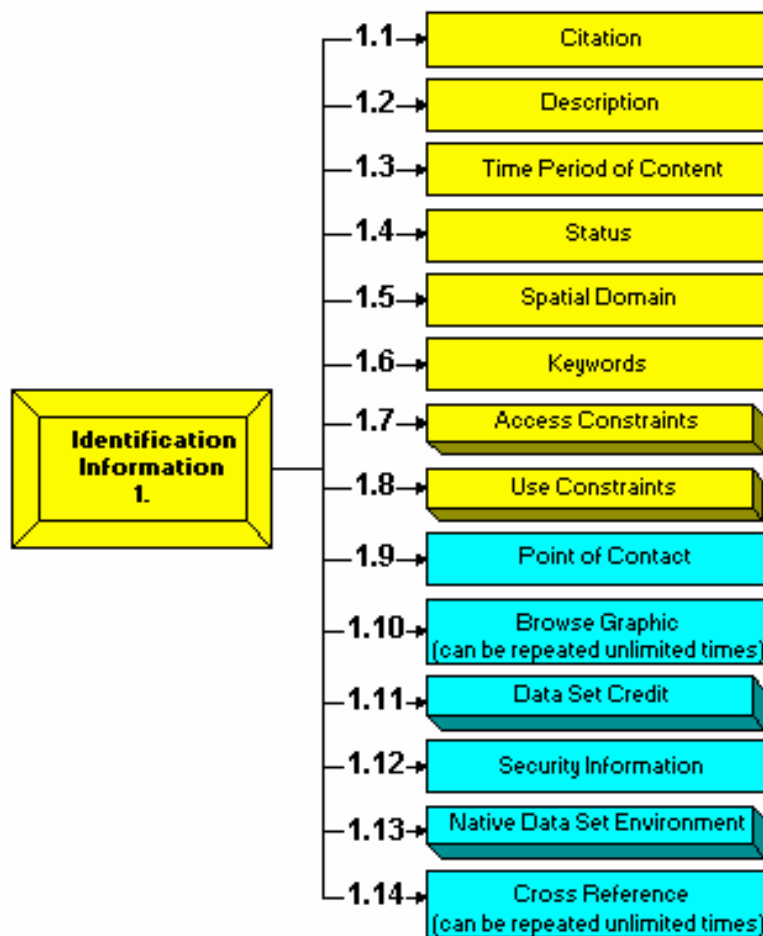 1.1 Citation
1.2 Description
1.3 Time Period of Content
1.4 Status
1.5 Spatial Domain
1.6 Keywords
Identification
Information
1.
1.7 Access Constraints
1.8 Use Constraints
1.9 Point of Contact
1.10 Browse Graphic
(can be repeated unlimited times)
1.11 Data Set Credit
1.12 Security Information
1.13 Native Data Set Environment
1.14 Cross Reference
(can be repeated unlimited times)